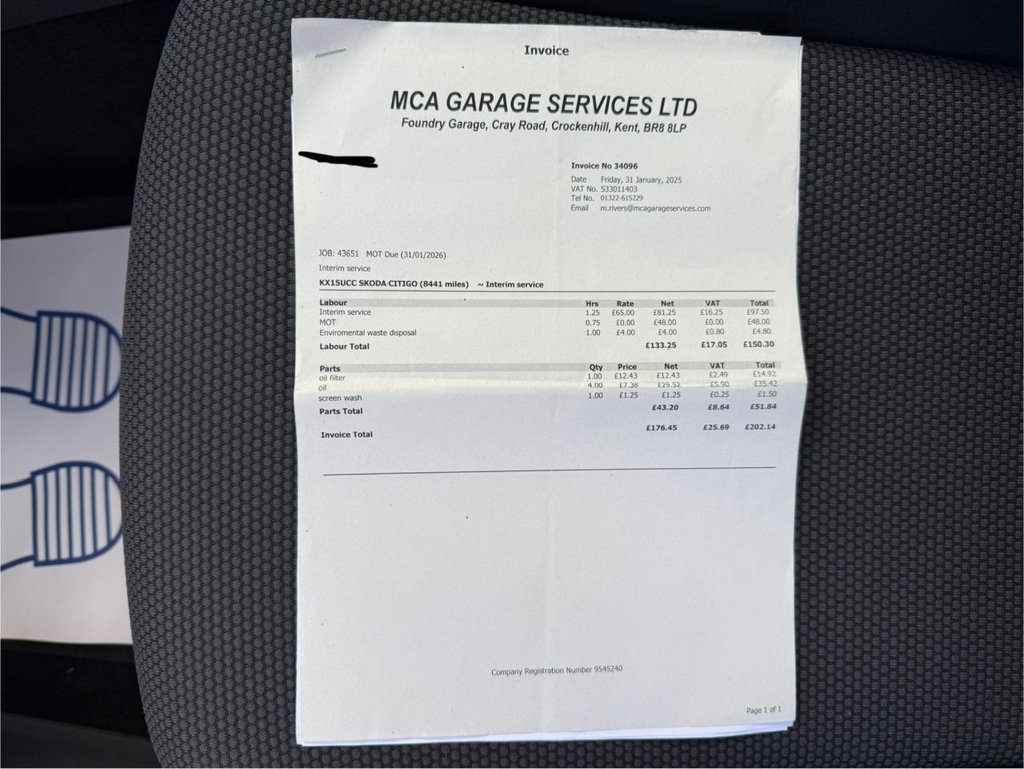 Invoice
MCA GARAGE SERVICES LTD
Foundry Garage, Cray Road, Crockenhill, Kent, BR8 8LP
Invoice No 34096
Date Friday, 31 January, 2025
VAT No. 533011403
Tel No. 01322-615229
Email m.rivers@mcagarageservices.com
JOB: 43651 MOT Due (31/01/2026)
Interim service
KX15UCC SKODA CITIGO (8441 miles) ~ Interim service
Labour Hrs Rate Net VAT Total
Interim service 1.25 £65.00 £81.25 £16.25 £97.50
MOT 0.75 £0.00 £48.00 £0.00 £48.00
Enviromental waste disposal 1.00 £4.00 £4.00 £0.80 £4.80
Labour Total £133.25 £17.05 £150.30
Parts Qty Price Net VAT Total
oil filter 1.00 £12.43 £12.43 £2.49 £14.92
oil 4.00 £7.38 £29.52 £5.90 £35.42
screen wash 1.00 £1.25 £1.25 £0.25 £1.50
Parts Total £43.20 £8.64 £51.84
Invoice Total £176.45 £25.69 £202.14
Company Registration Number 9545240
Page 1 of 1